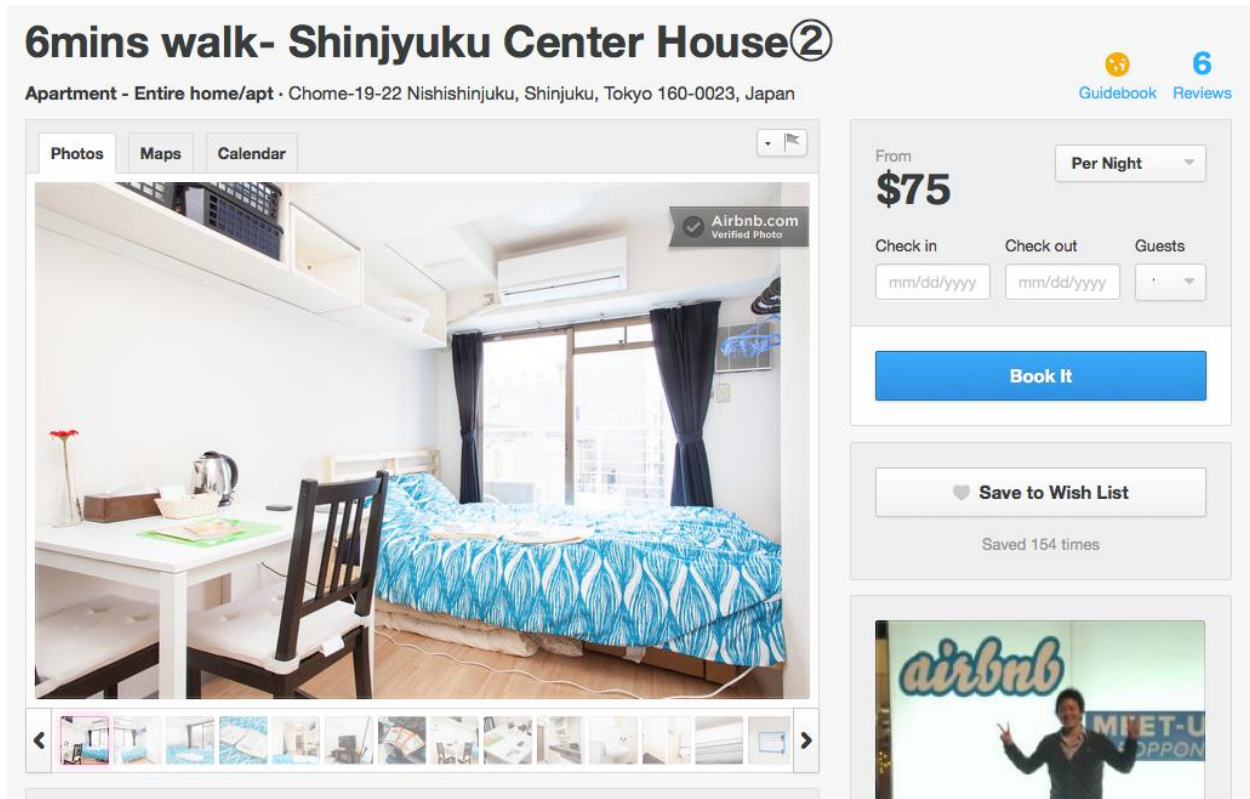 6mins walk- Shinjyuku Center House②
Apartment - Entire home/apt · Chome-19-22 Nishishinjuku, Shinjuku, Tokyo 160-0023, Japan
Guidebook
6
Reviews
Photos
Maps
Calendar
Airbnb.com
Verified Photo
From
$75
Per Night
Check in
Check out
Guests
mm/dd/yyyy
mm/dd/yyyy
Book It
Save to Wish List
Saved 154 times
airbnb
MEET-U
OPPON